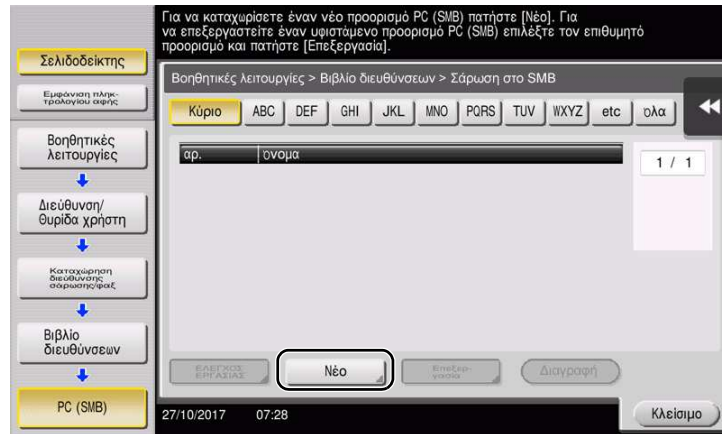 Για να καταχωρίσετε έναν νέο προορισμό PC (SMB) πατήστε [Νέο]. Για
να επεξεργαστείτε έναν υφιστάμενο προορισμό PC (SMB) επιλέξτε τον επιθυμητό
προορισμό και πατήστε [Επεξεργασία].
Σελιδοδείκτης
Εμφάνιση πληκ-
τρολογίου αφής
Βοηθητικές
λειτουργίες
Διεύθυνση/
Θυρίδα χρήστη
Καταχώρηση
διεύθυνσης
σάρωσης/φαξ
Βιβλίο
διευθύνσεων
PC (SMB)
Βοηθητικές λειτουργίες > Βιβλίο διευθύνσεων > Σάρωση στο SMB
Κύριο ABC DEF GHI JKL MNO PQRS TUV WXYZ etc Όλα
αρ. Όνομα
1 / 1
ΕΛΕΓΧΟΣ
ΕΡΓΑΣΙΑΣ
Νέο
Επεξερ-
γασία
Διαγραφή
27/10/2017 07:28
Κλείσιμο